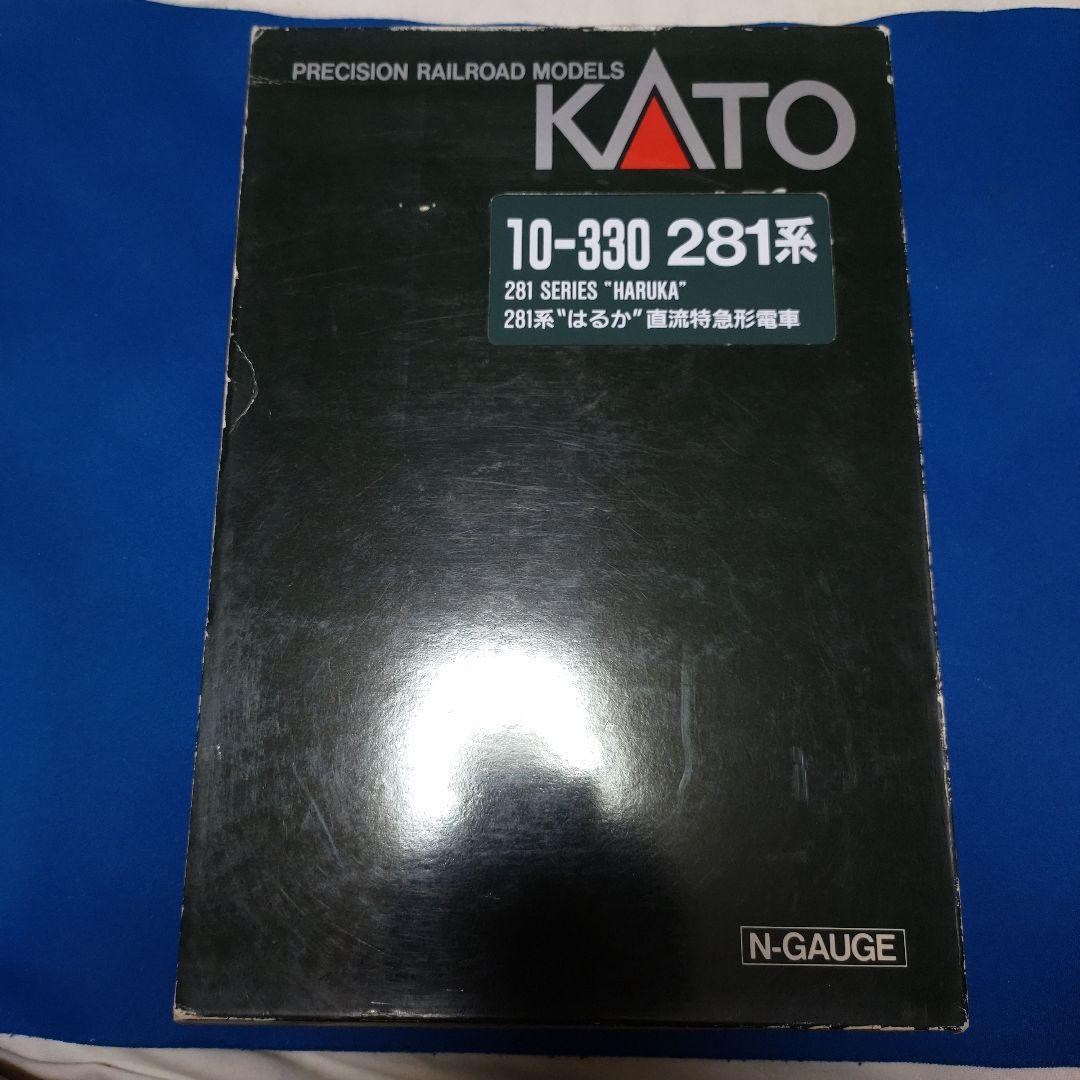 PRECISION RAILROAD MODELS
KATO
10-330 281系
281 SERIES "HARUKA"
281系"はるか"直流特急形電車
N-GAUGE